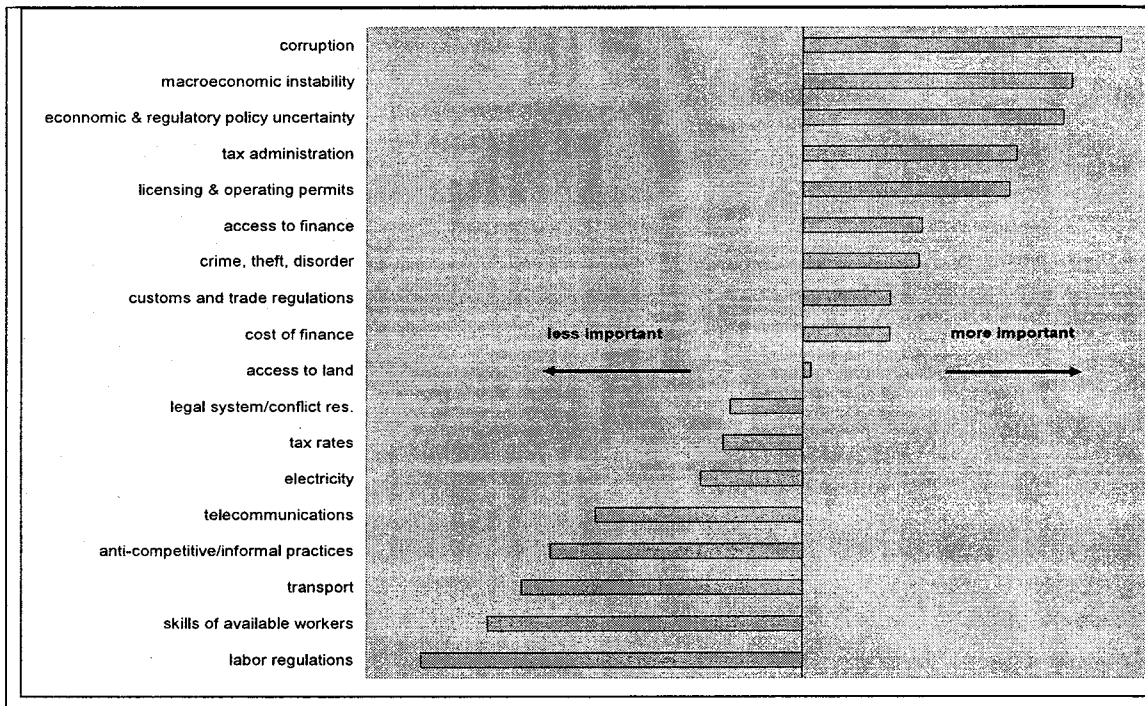 corruption
macroeconomic instability
econnomic & regulatory policy uncertainty
tax administration
licensing & operating permits
access to finance
crime, theft, disorder
customs and trade regulations
cost of finance
less important
more important
access to land
legal system/conflict res.
tax rates
electricity
telecommunications
anti-competitive/informal practices
transport
skills of available workers
labor regulations